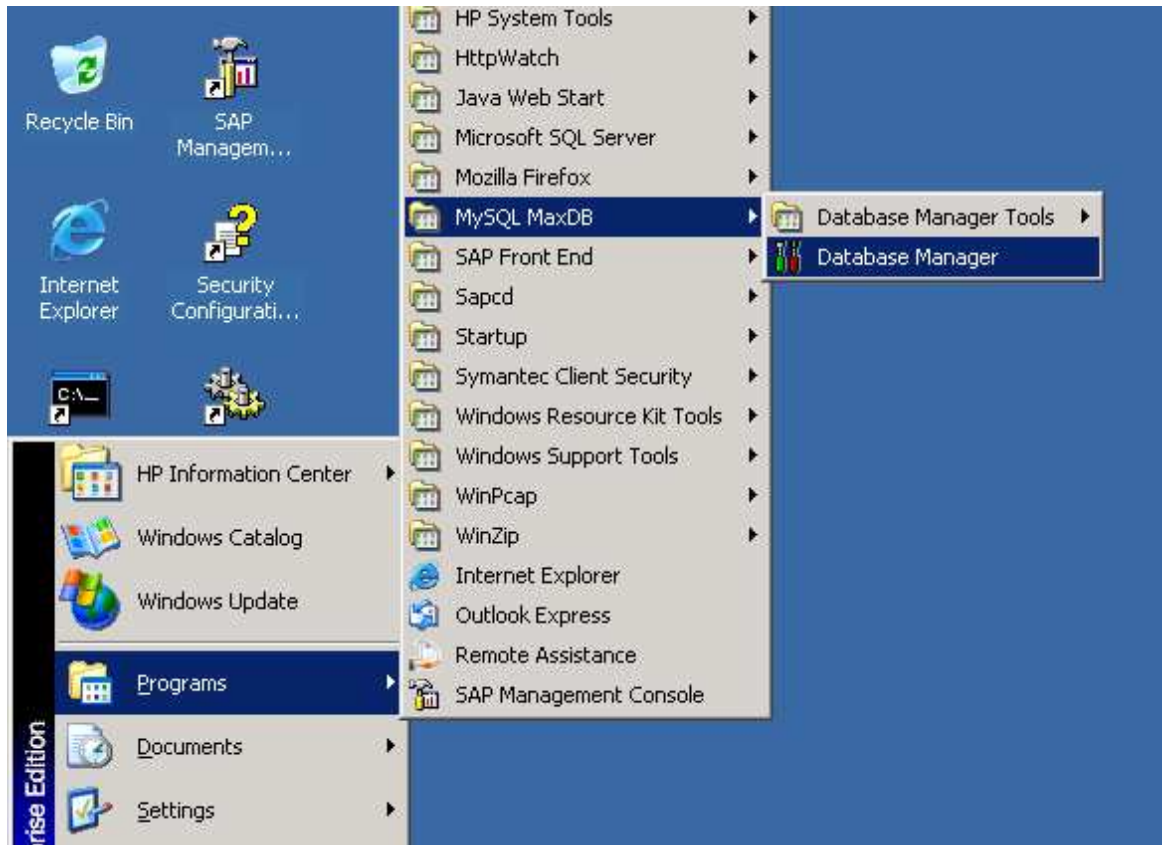 Recycle Bin
SAP
Managem...
Internet
Explorer
Security
Configurati...
C:\_
HP System Tools
HttpWatch
Java Web Start
Microsoft SQL Server
Mozilla Firefox
MySQL MaxDB
SAP Front End
Sapcd
Startup
Symantec Client Security
Windows Resource Kit Tools
Windows Support Tools
WinPcap
WinZip
Internet Explorer
Outlook Express
Remote Assistance
SAP Management Console
Database Manager Tools
Database Manager
HP Information Center
Windows Catalog
Windows Update
Programs
Documents
Settings
rise Edition